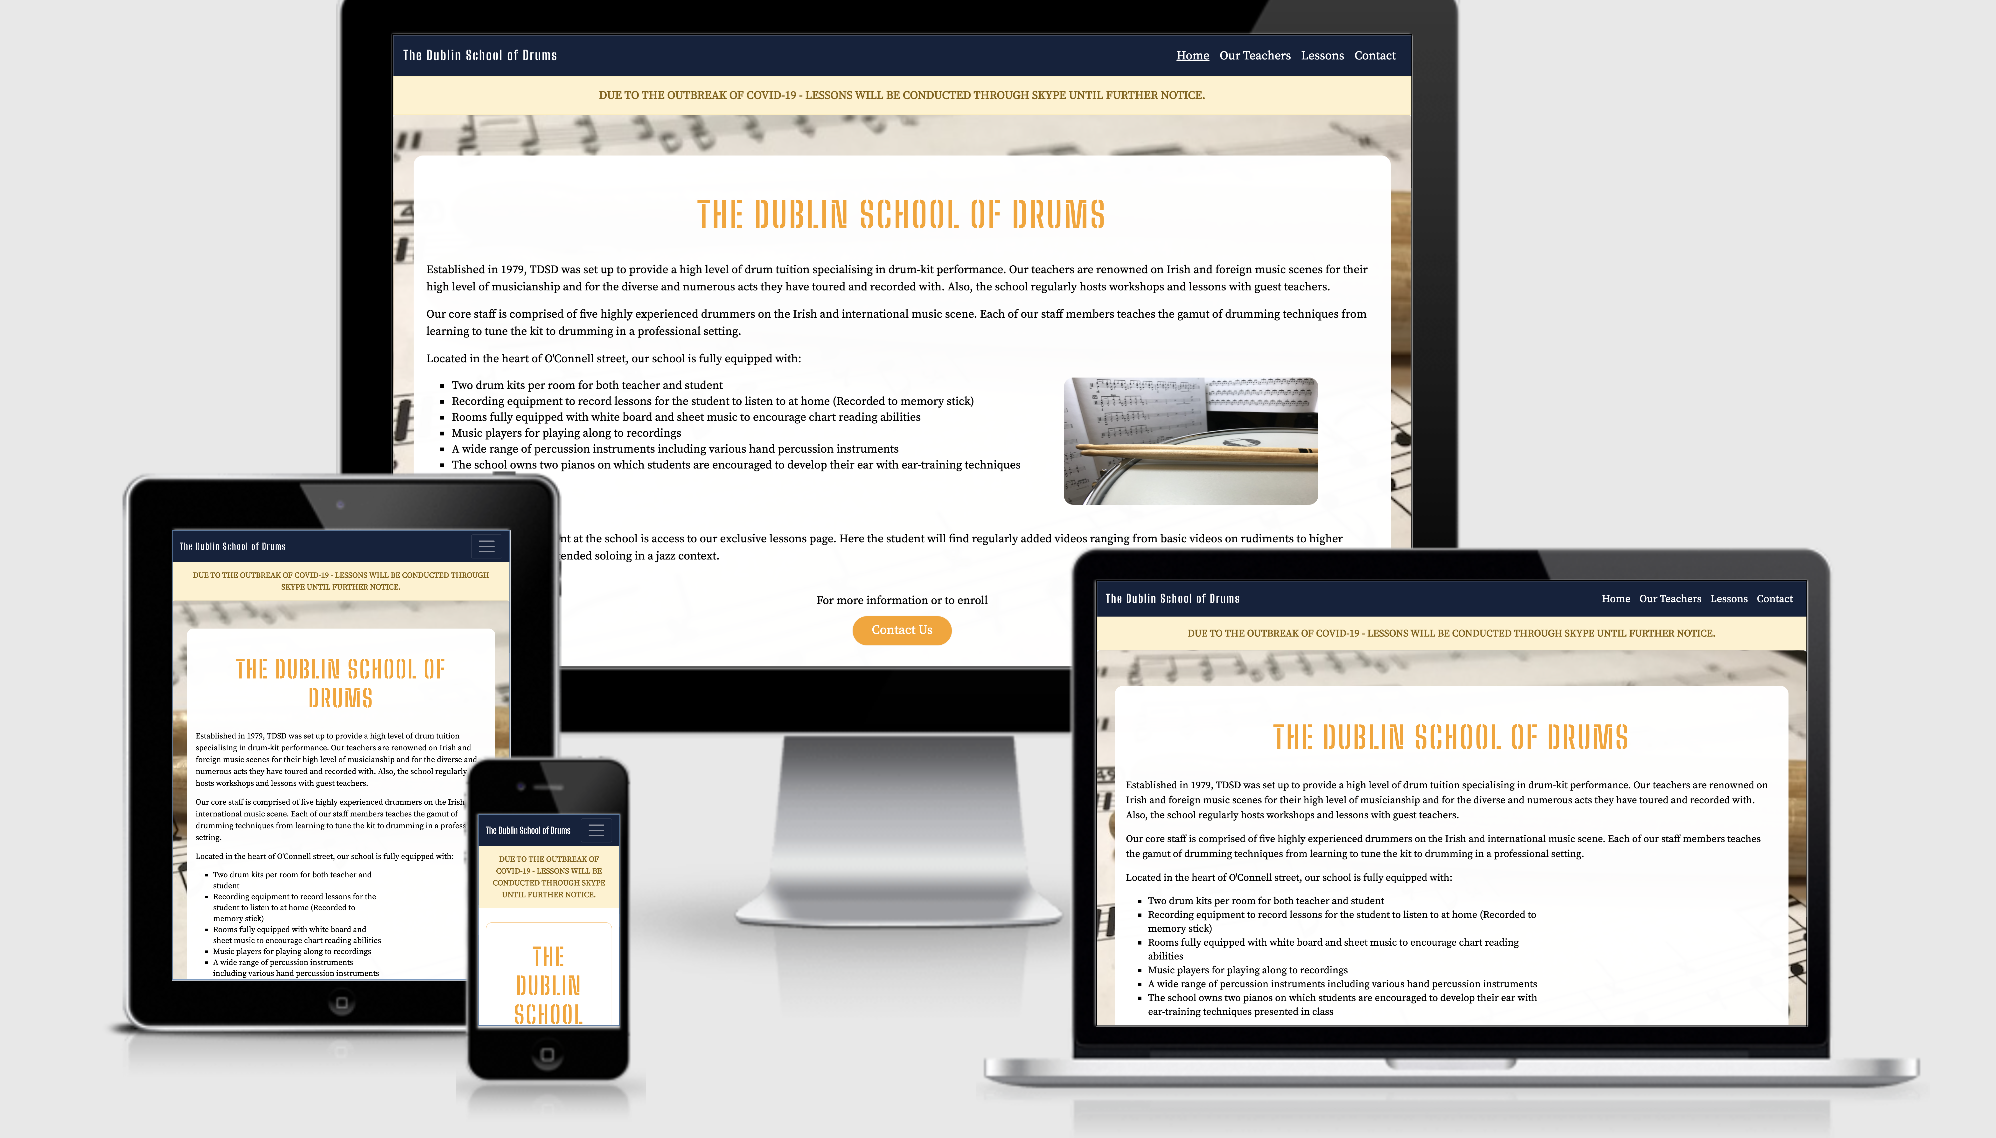 The Dublin School of Drums
Home Our Teachers Lessons Contact
DUE TO THE OUTBREAK OF COVID-19 - LESSONS WILL BE CONDUCTED THROUGH SKYPE UNTIL FURTHER NOTICE.
THE DUBLIN SCHOOL OF DRUMS
Established in 1979, TDSD was set up to provide a high level of drum tuition specialising in drum-kit performance. Our teachers are renowned on Irish and foreign music scenes for their
high level of musicianship and for the diverse and numerous acts they have toured and recorded with. Also, the school regularly hosts workshops and lessons with guest teachers.
Our core staff is comprised of five highly experienced drummers on the Irish and international music scene. Each of our staff members teaches the gamut of drumming techniques from
learning to tune the kit to drumming in a professional setting.
Located in the heart of O'Connell street, our school is fully equipped with:
Two drum kits per room for both teacher and student
Recording equipment to record lessons for the student to listen to at home (Recorded to memory stick)
Rooms fully equipped with white board and sheet music to encourage chart reading abilities
Music players for playing along to recordings
A wide range of percussion instruments including various hand percussion instruments
The school owns two pianos on which students are encouraged to develop their ear with ear-training techniques
at the school is access to our exclusive lessons page. Here the student will find regularly added videos ranging from basic videos on rudiments to higher
soloing in a jazz context.
For more information or to enroll
Contact Us
The Dublin School of Drums
DUE TO THE OUTBREAK OF COVID-19 - LESSONS WILL BE CONDUCTED THROUGH
SKYPE UNTIL FURTHER NOTICE.
THE DUBLIN SCHOOL OF
DRUMS
Established in 1979, TDSD was set up to provide a high level of drum tuition
specialising in drum-kit performance. Our teachers are renowned on Irish and
foreign music scenes for their high level of musicianship and for the diverse and
numerous acts they have toured and recorded with. Also, the school regularly
hosts workshops and lessons with guest teachers.
Our core staff is comprised of five highly experienced drummers on the Irish
international music scene. Each of our staff members teaches the gamut of
drumming techniques from learning to tune the kit to drumming in a
setting.
Located in the heart of O'Connell street, our school is fully equipped with:
Two drum kits per room for both teacher and
student
Recording equipment to record lessons for the
student to listen to at home (Recorded to
memory stick)
Rooms fully equipped with white board and
sheet music to encourage chart reading abilities
Music players for playing along to recordings
A wide range of percussion instruments
including various hand percussion instruments
The Dublin School of Drums
DUE TO THE OUTBREAK OF
COVID-19 - LESSONS WILL BE
CONDUCTED THROUGH SKYPE
UNTIL FURTHER NOTICE.
THE
DUBLIN
SCHOOL
The Dublin School of Drums
Home Our Teachers Lessons Contact
DUE TO THE OUTBREAK OF COVID-19 - LESSONS WILL BE CONDUCTED THROUGH SKYPE UNTIL FURTHER NOTICE.
THE DUBLIN SCHOOL OF DRUMS
Established in 1979, TDSD was set up to provide a high level of drum tuition specialising in drum-kit performance. Our teachers are renowned on
Irish and foreign music scenes for their high level of musicianship and for the diverse and numerous acts they have toured and recorded with.
Also, the school regularly hosts workshops and lessons with guest teachers.
Our core staff is comprised of five highly experienced drummers on the Irish and international music scene. Each of our staff members teaches
the gamut of drumming techniques from learning to tune the kit to drumming in a professional setting.
Located in the heart of O'Connell street, our school is fully equipped with:
Two drum kits per room for both teacher and student
Recording equipment to record lessons for the student to listen to at home (Recorded to
memory stick)
Rooms fully equipped with white board and sheet music to encourage chart reading
abilities
Music players for playing along to recordings
A wide range of percussion instruments including various hand percussion instruments
The school owns two pianos on which students are encouraged to develop their ear with
ear-training techniques presented in class